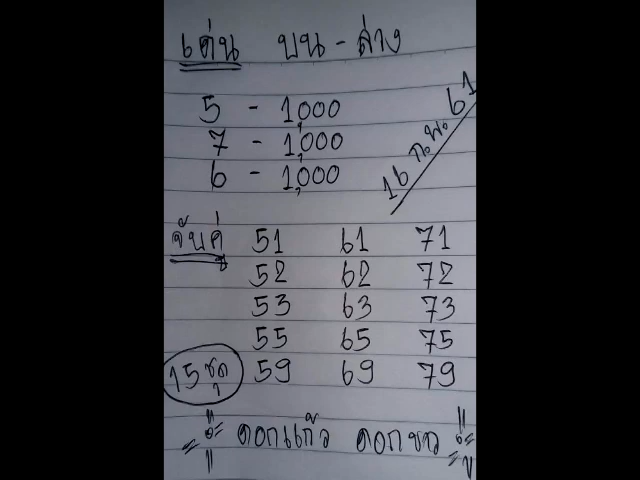 เด่น บน - ล่าง
5 - 1,000
7 - 1,000
6 - 1,000
16 ก.พ. 61
จับคู่ 51 61 71
52 62 72
53 63 73
55 65 75
15 ชุด 59 69 79
ดอกแก้ว ดอกขาว